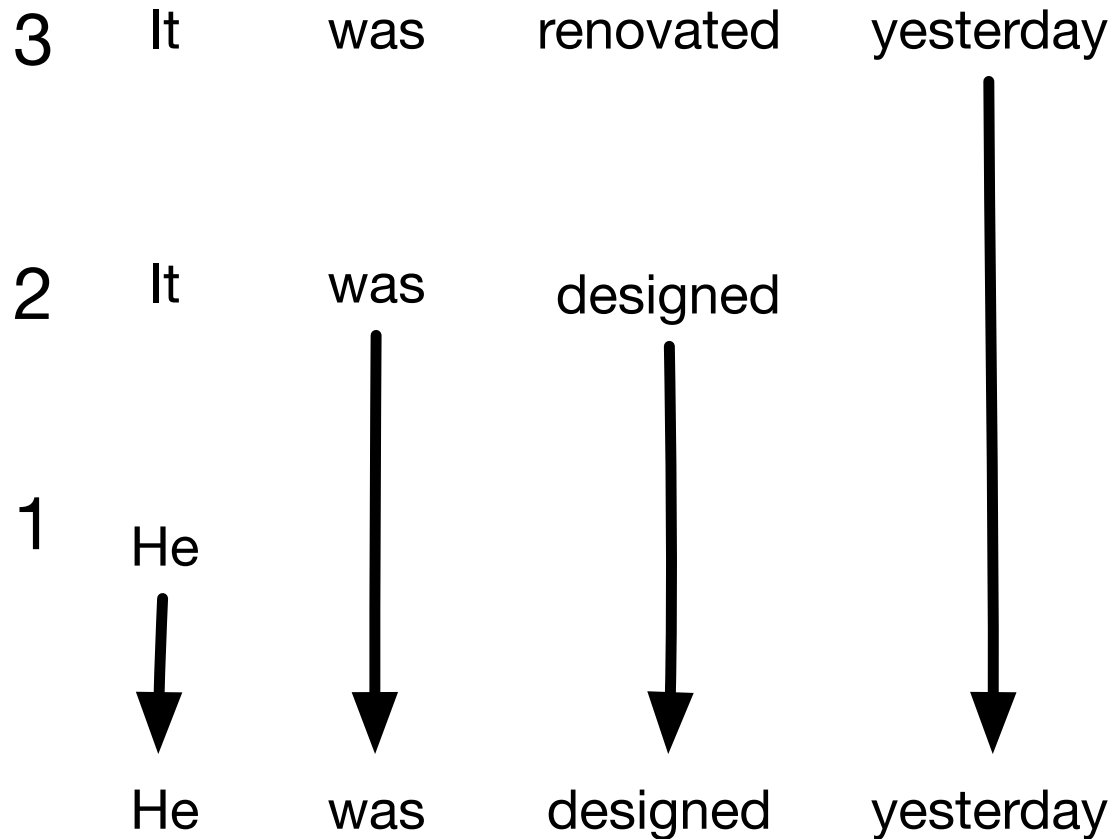 3 It was renovated yesterday
2 It was designed
1 He
He was designed yesterday